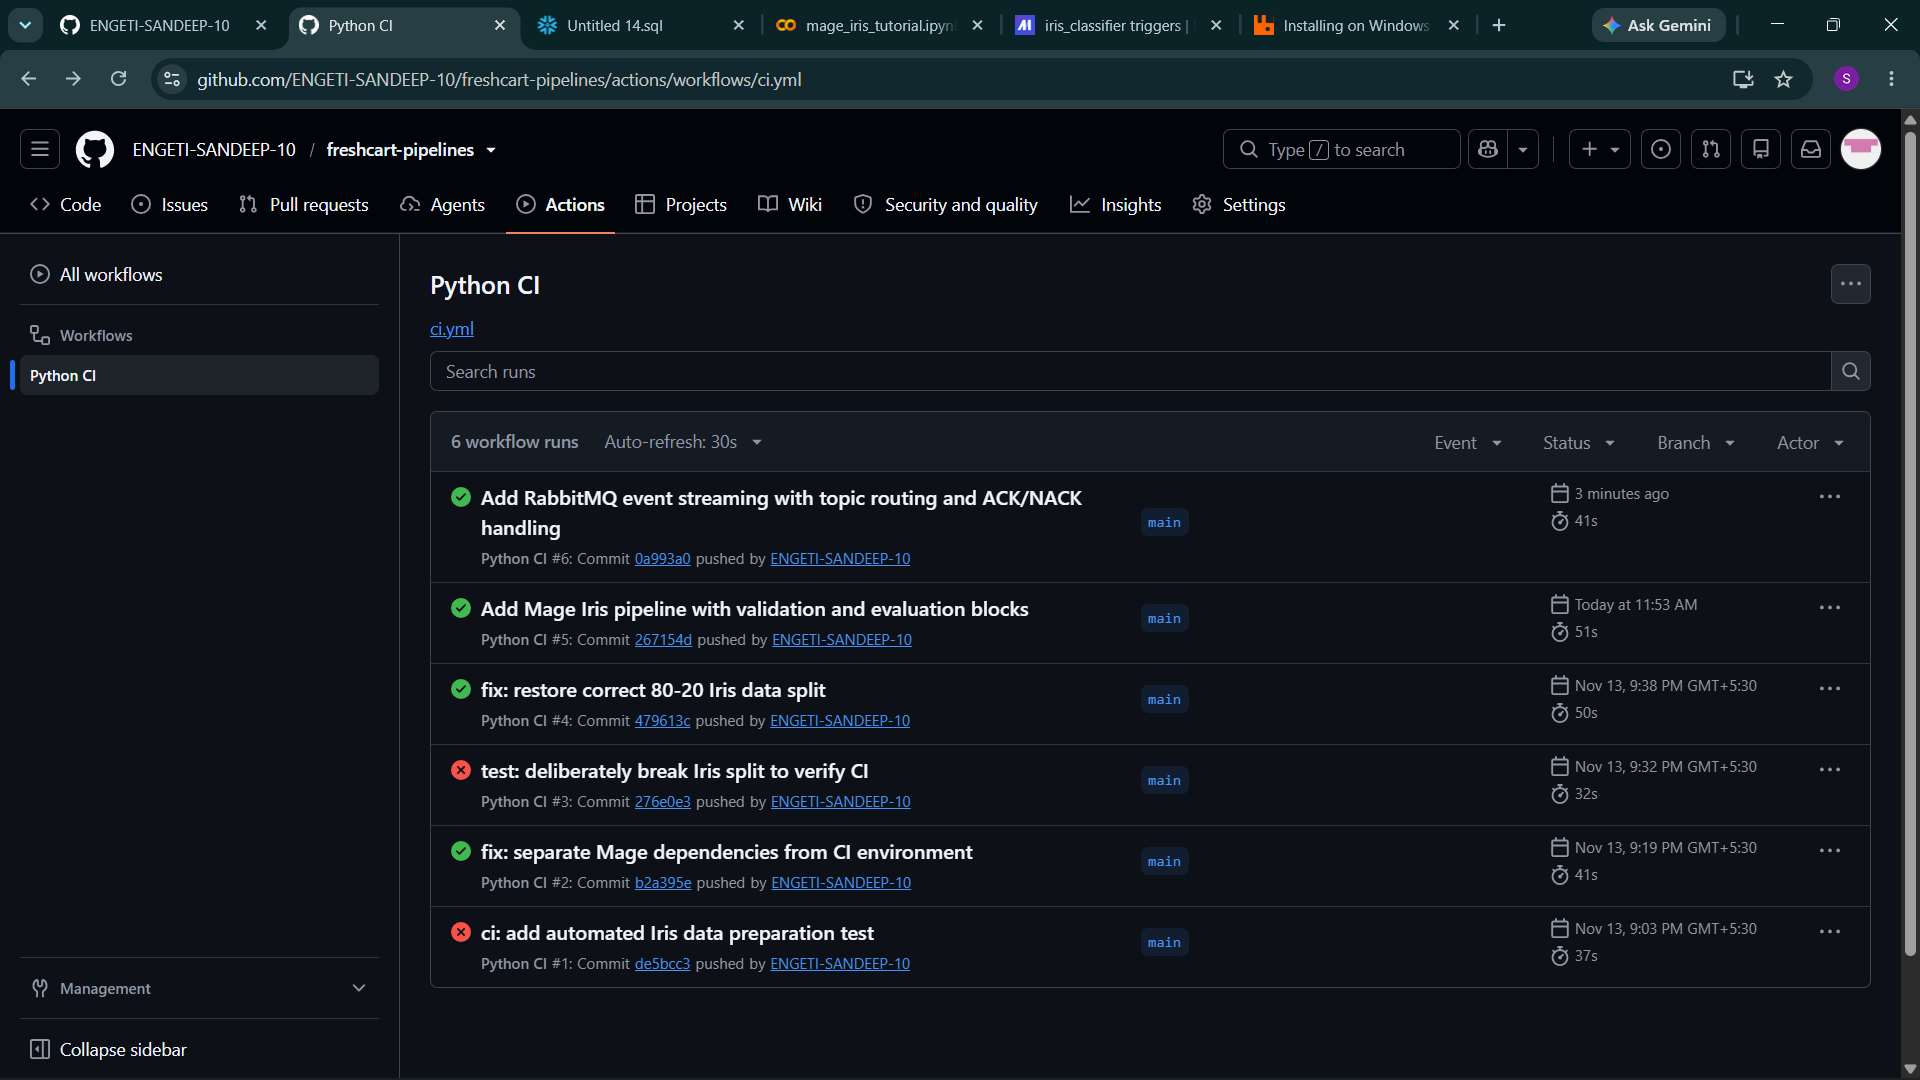 ENGETI-SANDEEP-10
Python CI
Untitled 14.sql
mage_iris_tutorial.ipyn
iris_classifier triggers |
Installing on Windows
Ask Gemini
github.com/ENGETI-SANDEEP-10/freshcart-pipelines/actions/workflows/ci.yml
S
ENGETI-SANDEEP-10 / freshcart-pipelines
Type / to search
Code
Issues
Pull requests
Agents
Actions
Projects
Wiki
Security and quality
Insights
Settings
All workflows
Workflows
Python CI
Management
Collapse sidebar
Python CI
ci.yml
Search runs
6 workflow runs
Auto-refresh: 30s
Event
Status
Branch
Actor
Add RabbitMQ event streaming with topic routing and ACK/NACK
handling
Python CI #6: Commit 0a993a0 pushed by ENGETI-SANDEEP-10
main
3 minutes ago
41s
Add Mage Iris pipeline with validation and evaluation blocks
Python CI #5: Commit 267154d pushed by ENGETI-SANDEEP-10
main
Today at 11:53 AM
51s
fix: restore correct 80-20 Iris data split
Python CI #4: Commit 479613c pushed by ENGETI-SANDEEP-10
main
Nov 13, 9:38 PM GMT+5:30
50s
test: deliberately break Iris split to verify CI
Python CI #3: Commit 276e0e3 pushed by ENGETI-SANDEEP-10
main
Nov 13, 9:32 PM GMT+5:30
32s
fix: separate Mage dependencies from CI environment
Python CI #2: Commit b2a395e pushed by ENGETI-SANDEEP-10
main
Nov 13, 9:19 PM GMT+5:30
41s
ci: add automated Iris data preparation test
Python CI #1: Commit de5bcc3 pushed by ENGETI-SANDEEP-10
main
Nov 13, 9:03 PM GMT+5:30
37s